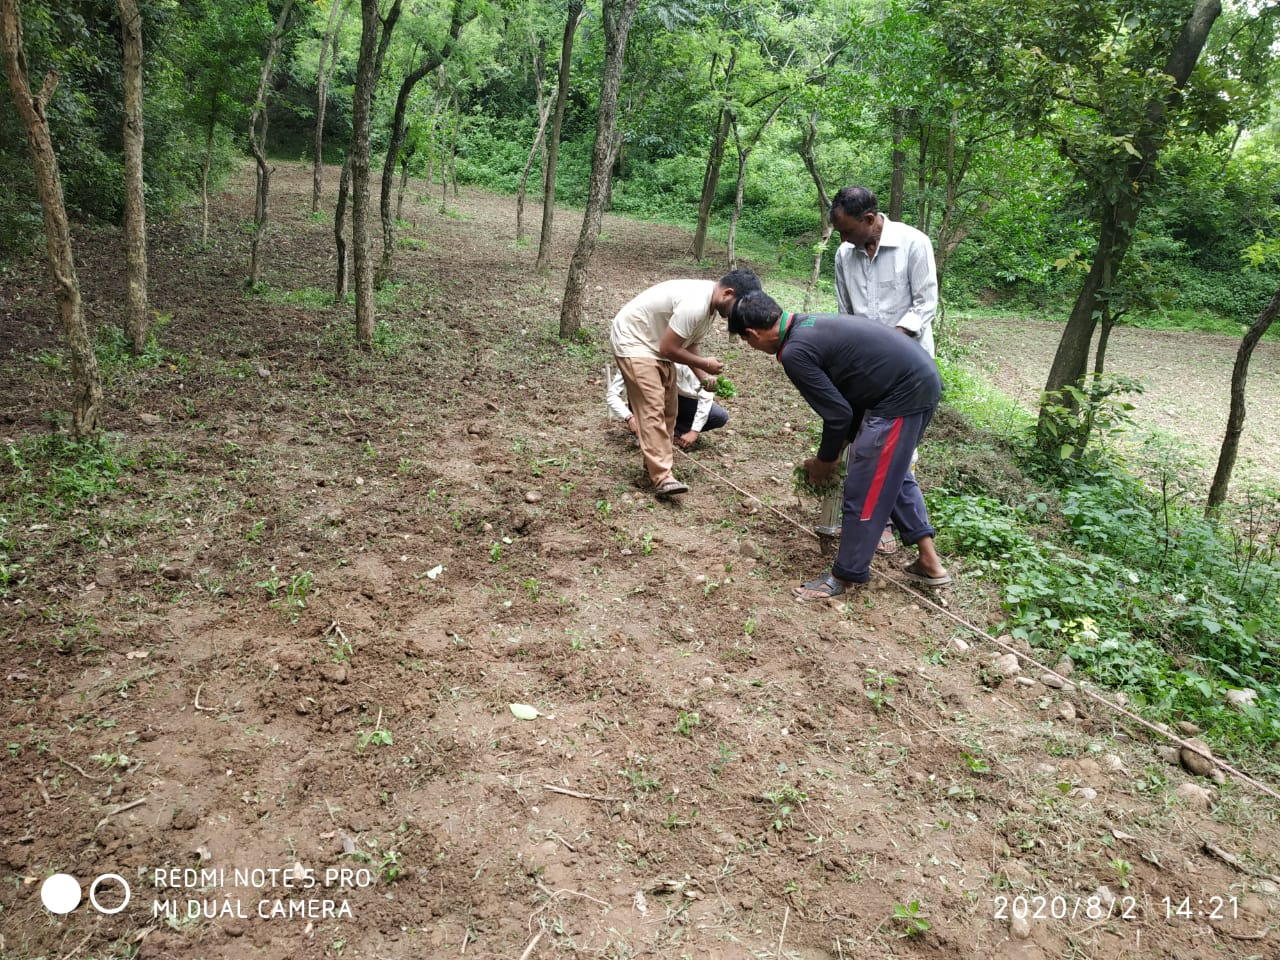 REDMI NOTE 5 PRO
MI DUAL CAMERA
2020/8/2 14:21